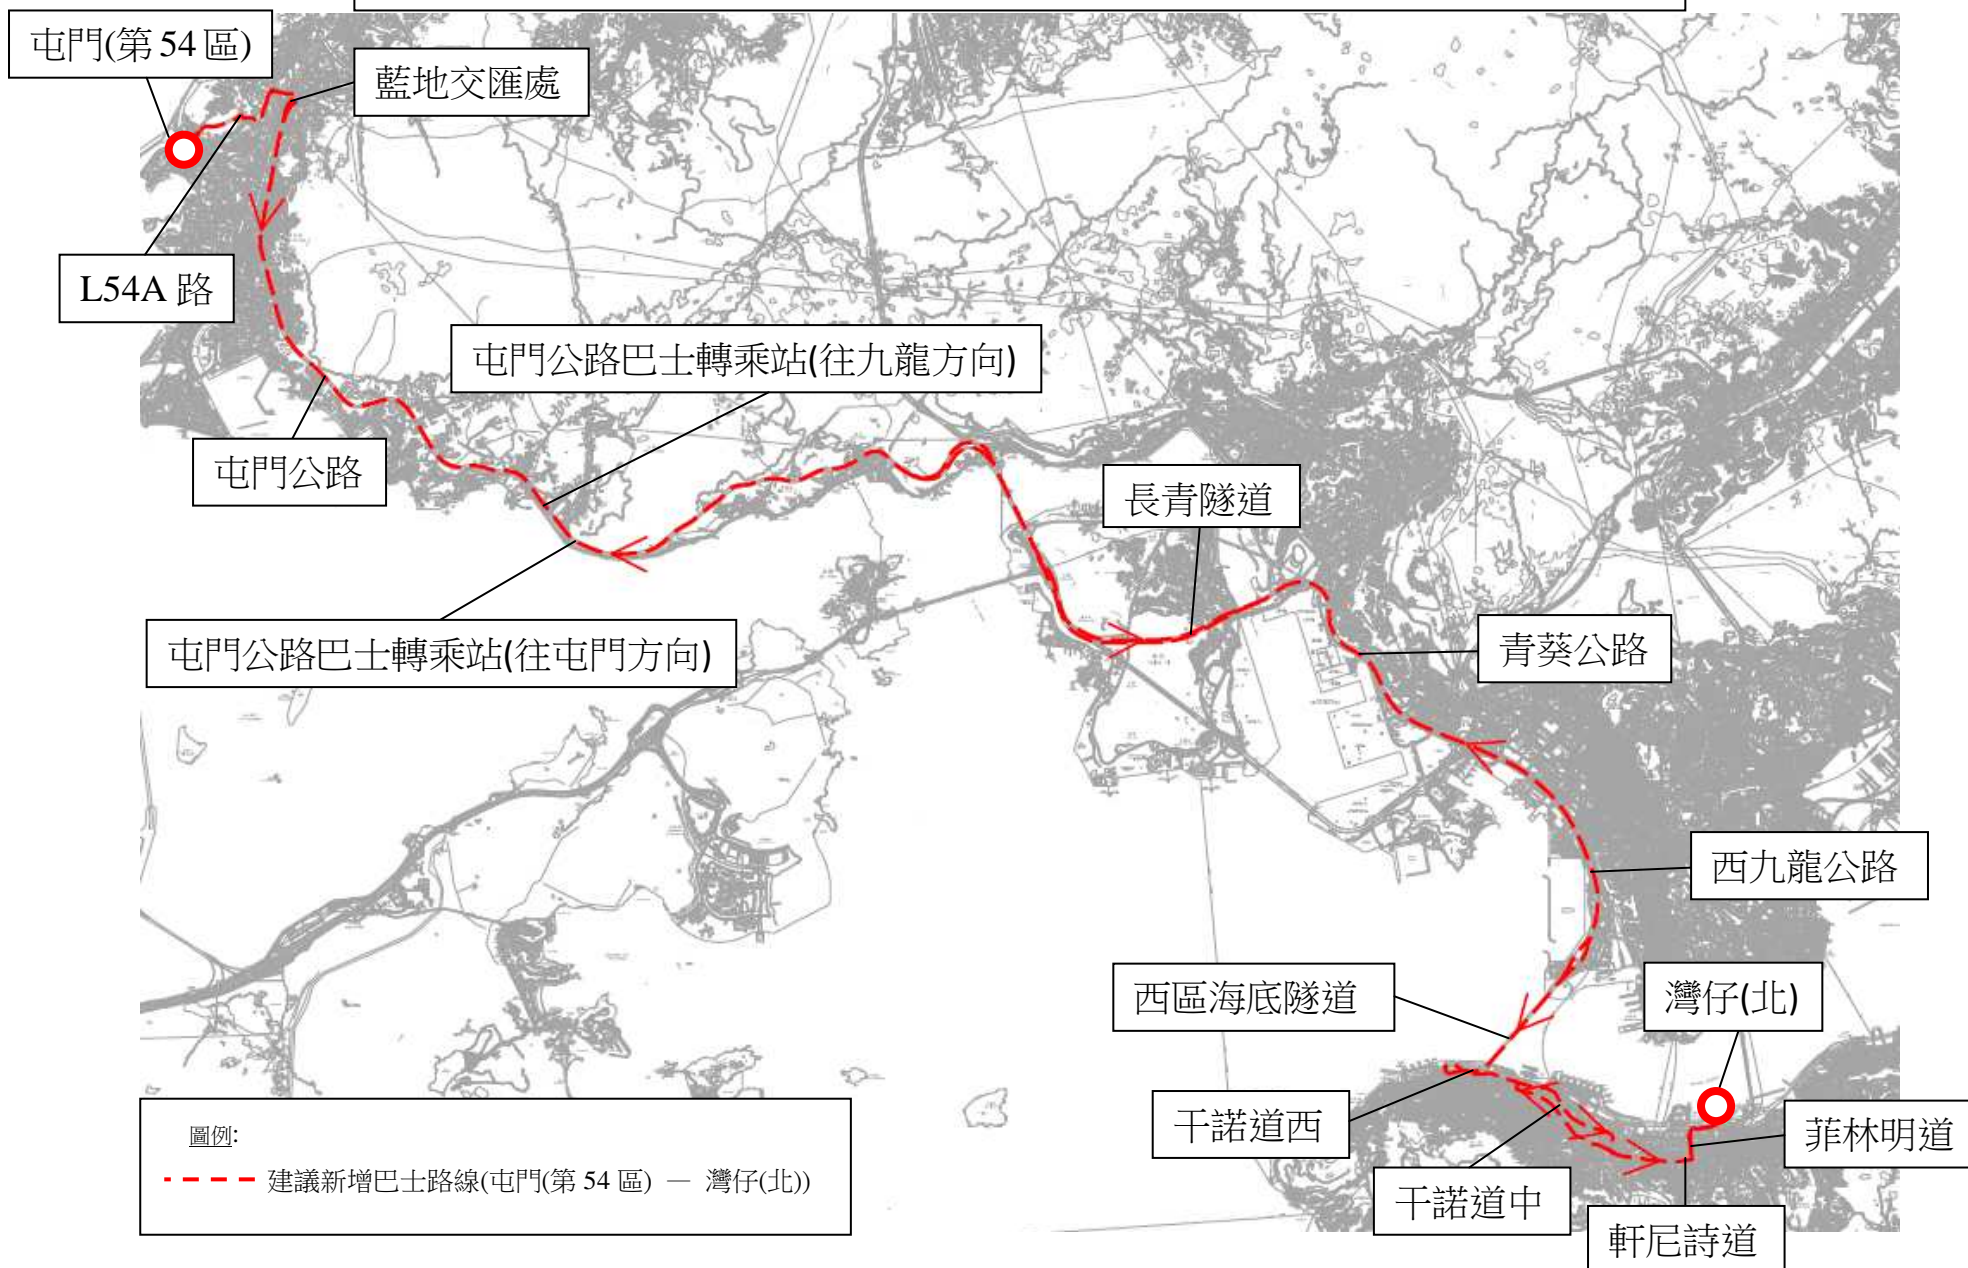 屯門(第 54 區)
藍地交匯處
L54A 路
屯門公路巴士轉乘站(往九龍方向)
屯門公路
長青隧道
屯門公路巴士轉乘站(往屯門方向)
青葵公路
西九龍公路
西區海底隧道
灣仔(北)
干諾道西
菲林明道
干諾道中
軒尼詩道
圖例:
建議新增巴士路線(屯門(第 54 區) — 灣仔(北))